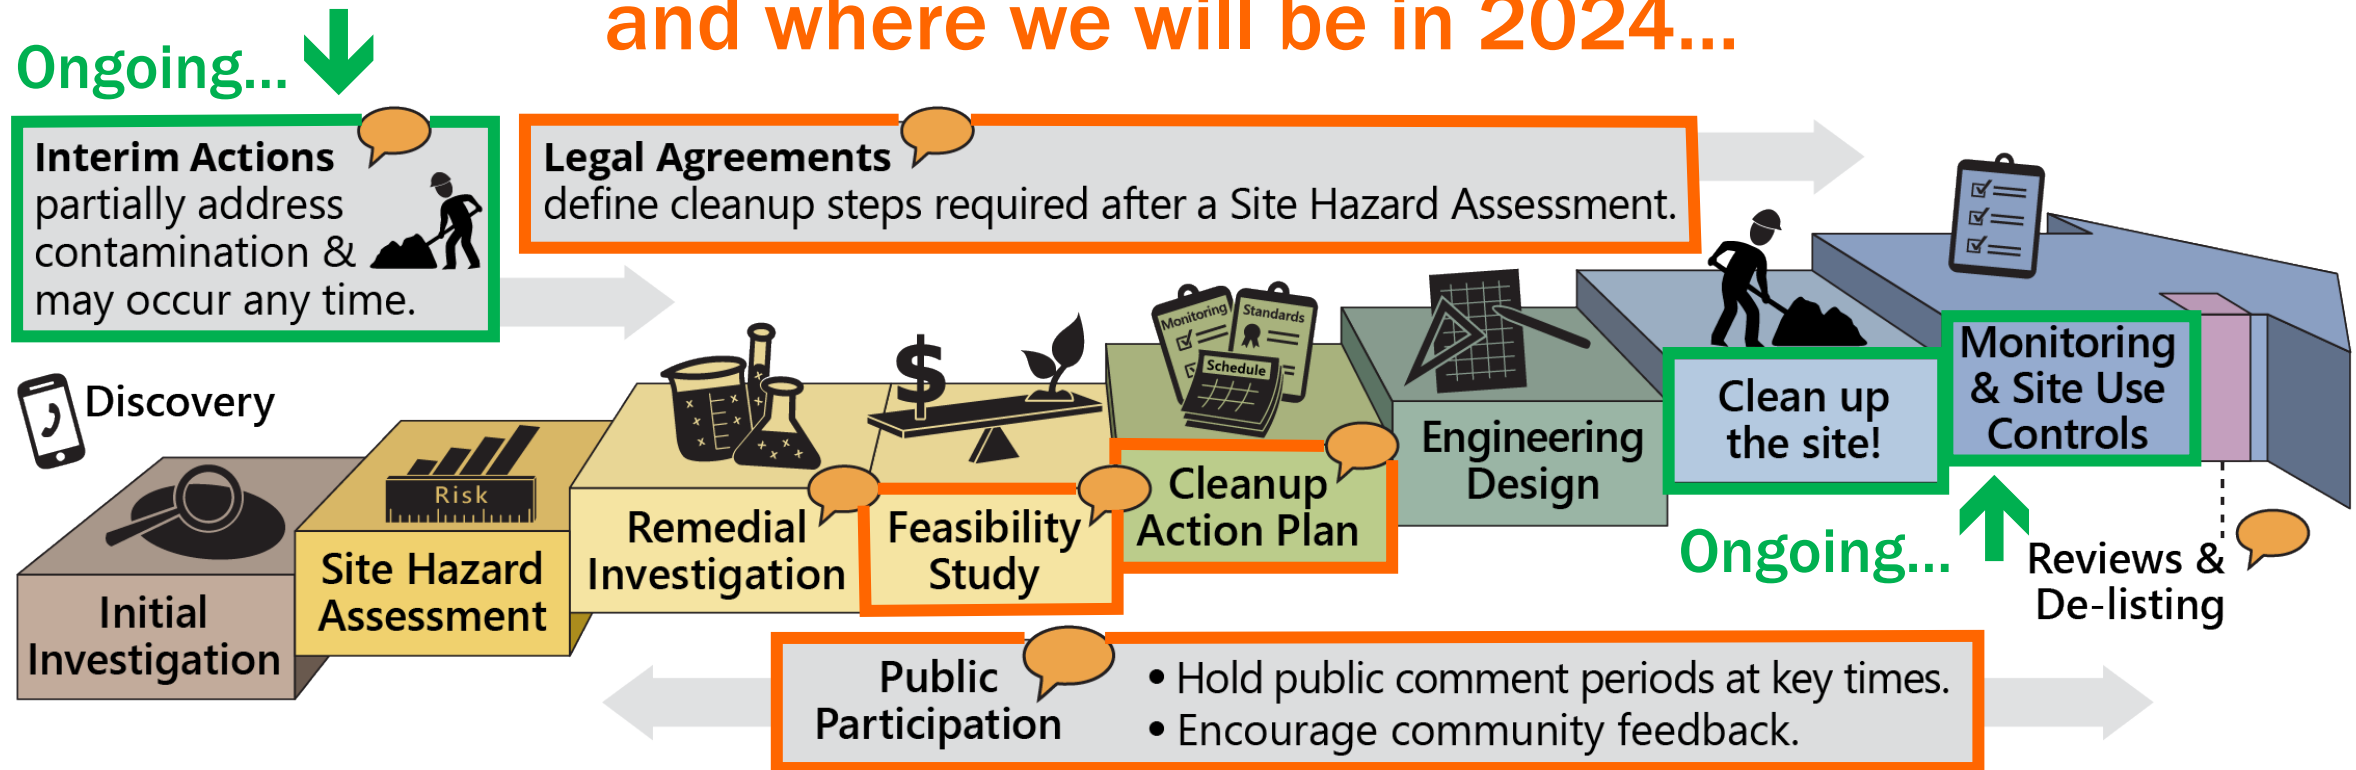 and where we will be in 2024...
Ongoing...
Interim Actions
partially address
contamination &
may occur any time.
Legal Agreements
define cleanup steps required after a Site Hazard Assessment.
Discovery
Initial
Investigation
Risk
Site Hazard
Assessment
Remedial
Investigation
$
Feasibility
Study
Monitoring
Standards
Schedule
Cleanup
Action Plan
Engineering
Design
Clean up
the site!
Monitoring
& Site Use
Controls
Ongoing...
Reviews &
De-listing
Public
Participation
• Hold public comment periods at key times.
• Encourage community feedback.